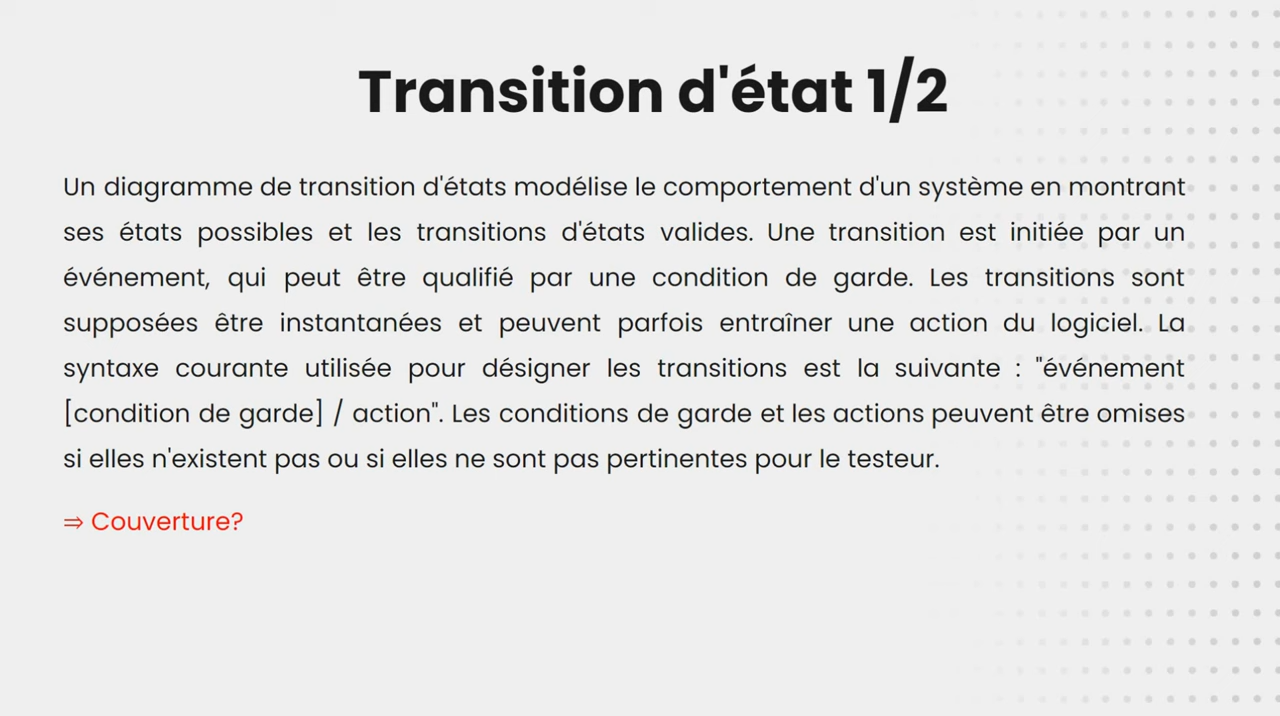 Transition d'état 1/2
Un diagramme de transition d'états modélise le comportement d'un système en montrant
ses états possibles et les transitions d'états valides. Une transition est initiée par un
événement, qui peut être qualifié par une condition de garde. Les transitions sont
supposées être instantanées et peuvent parfois entraîner une action du logiciel. La
syntaxe courante utilisée pour désigner les transitions est la suivante : "événement
[condition de garde] / action". Les conditions de garde et les actions peuvent être omises
si elles n'existent pas ou si elles ne sont pas pertinentes pour le testeur.
⇒ Couverture?